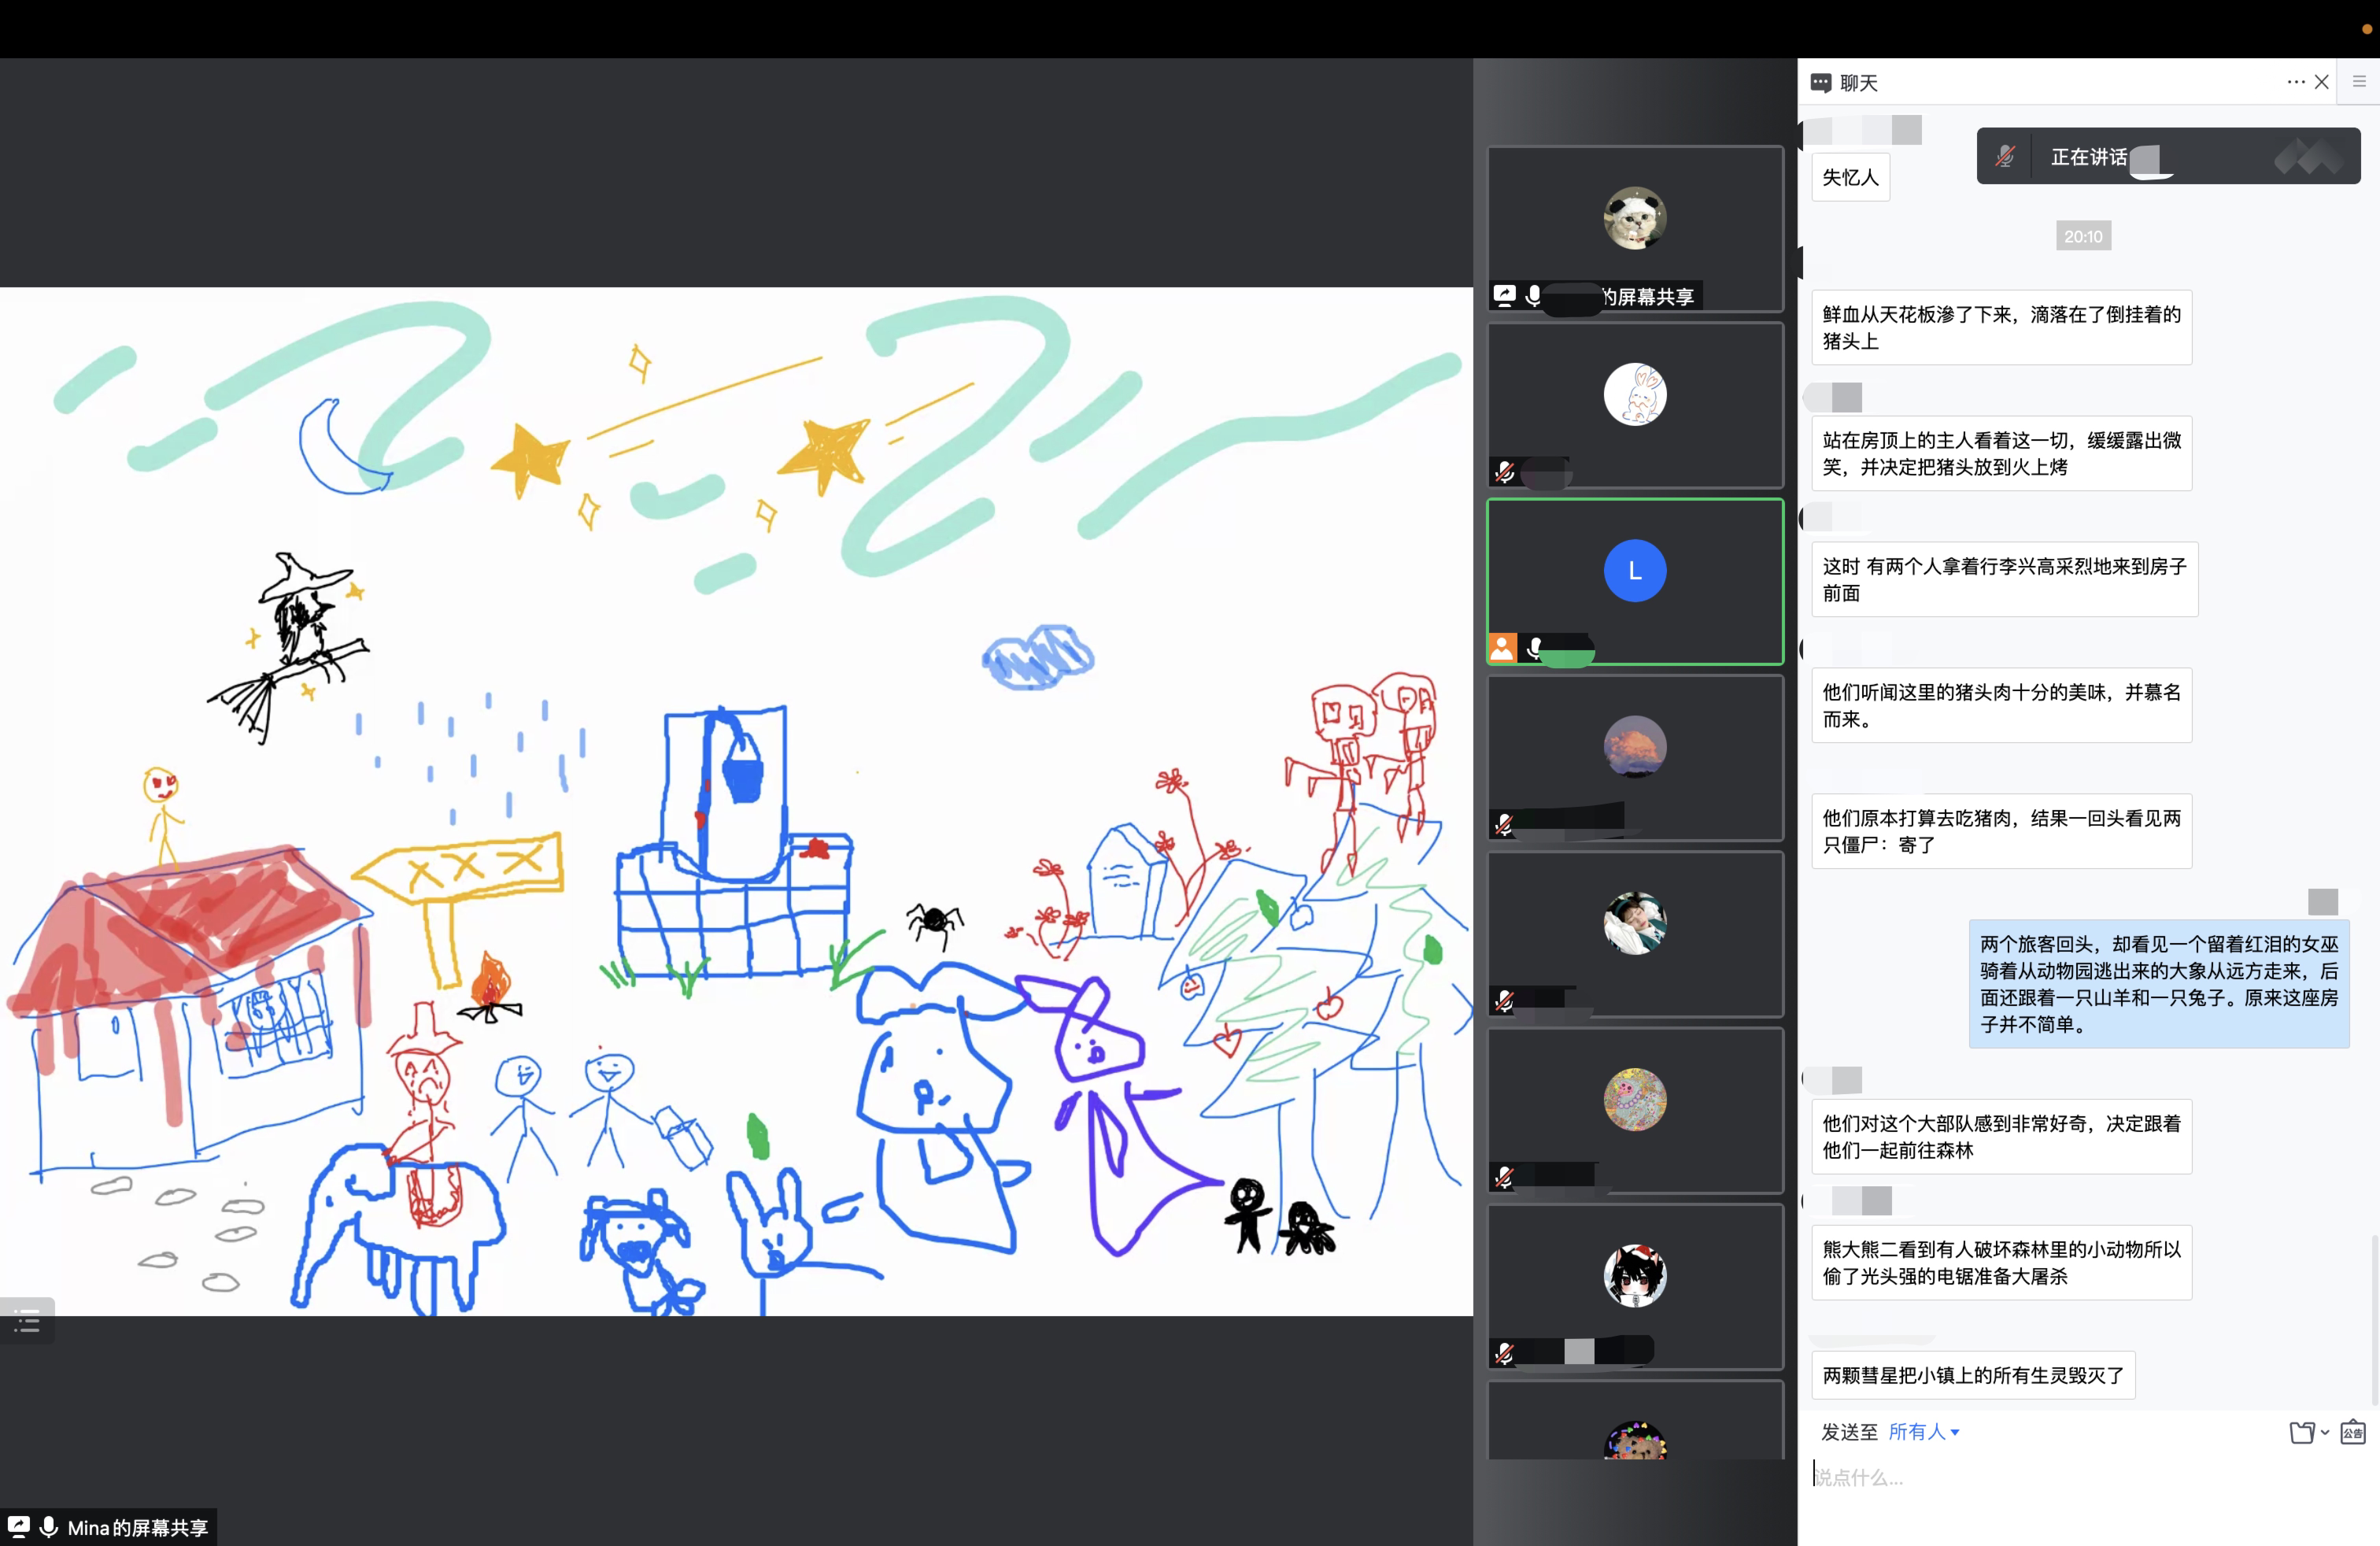 聊天
正在讲话
失忆人
20:10
鲜血从天花板渗了下来，滴落在了倒挂着的
猪头上
站在房顶上的主人看着这一切，缓缓露出微
笑，并决定把猪头放到火上烤
这时 有两个人拿着行李兴高采烈地来到房子
前面
他们听闻这里的猪头肉十分的美味，并慕名
而来。
他们原本打算去吃猪肉，结果一回头看见两
只僵尸：寄了
两个旅客回头，却看见一个留着红泪的女巫
骑着从动物园逃出来的大象从远方走来，后
面还跟着一只山羊和一只兔子。原来这座房
子并不简单。
他们对这个大部队感到非常好奇，决定跟着
他们一起前往森林
熊大熊二看到有人破坏森林里的小动物所以
偷了光头强的电锯准备大屠杀
两颗彗星把小镇上的所有生灵毁灭了
发送至 所有人
公告
说点什么...
的屏幕共享
L
XXX
Mina的屏幕共享